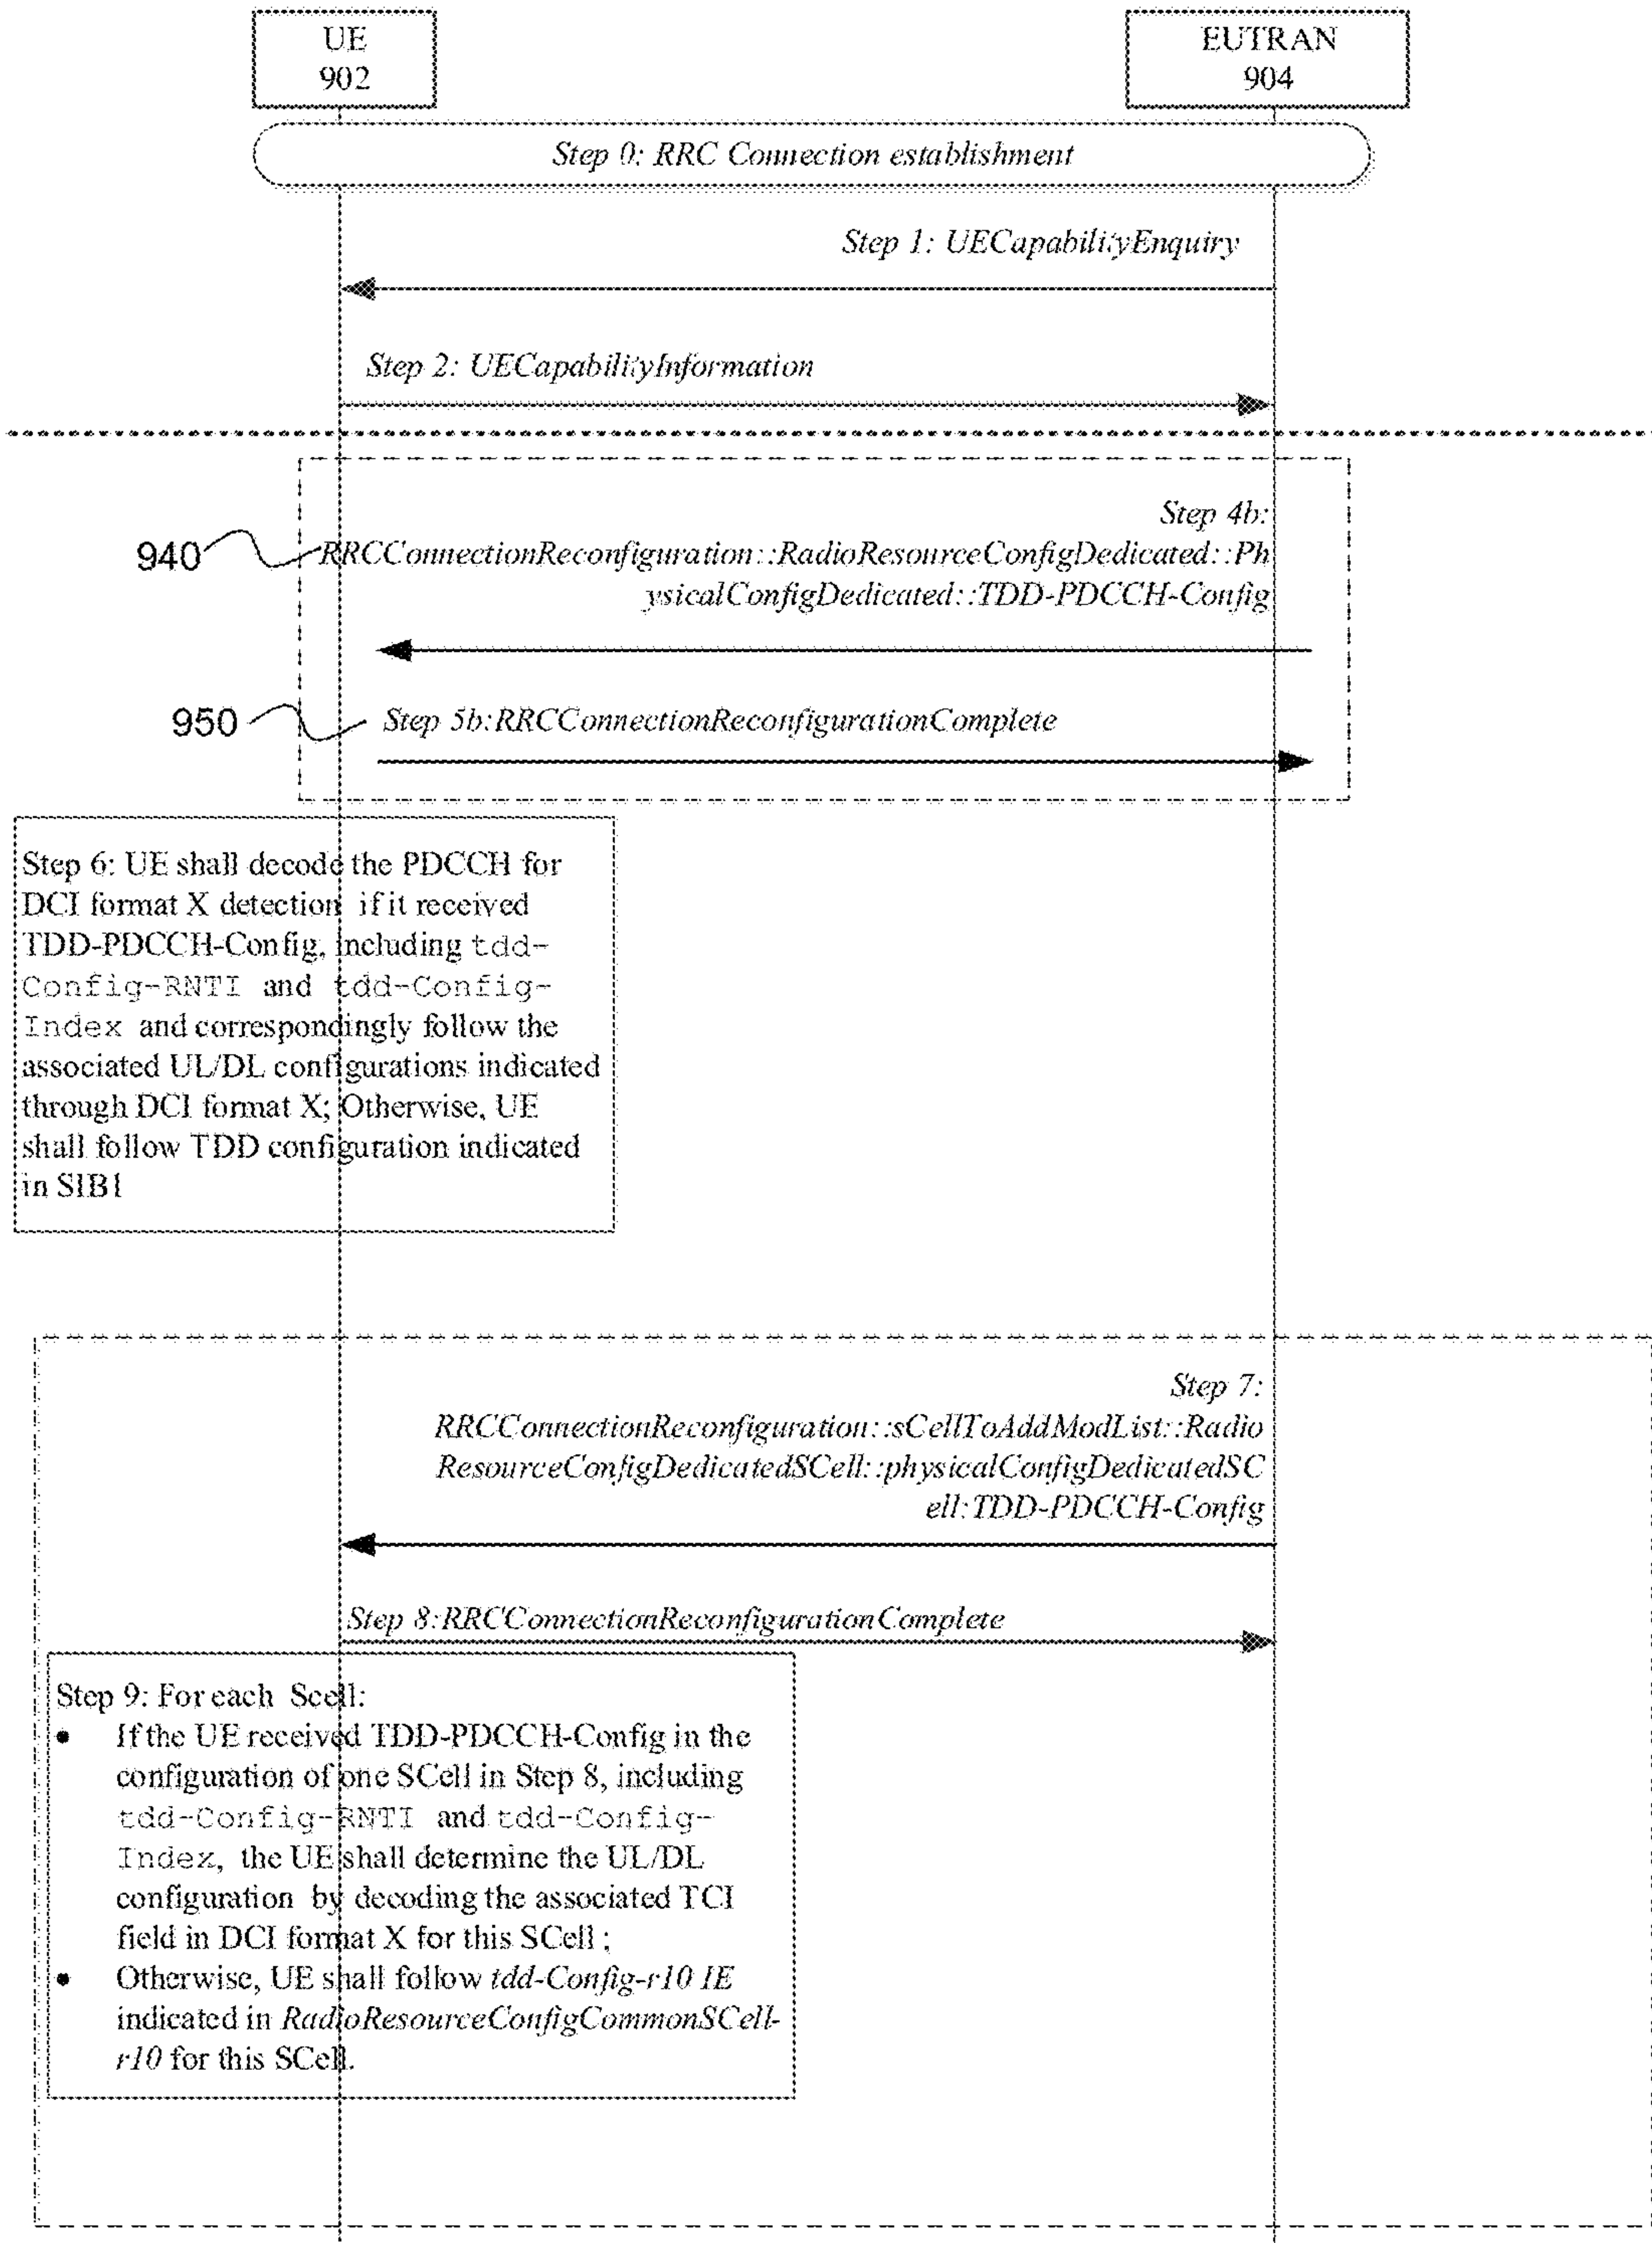 UE
902
EUTRAN
904
Step 0: RRC Connection establishment
Step 1: UECapabilityEnquiry
Step 2: UECapabilityInformation
Step 4b:
940
RRCConnectionReconfiguration::RadioResourceConfigDedicated::Ph
ysicalConfigDedicated::TDD-PDCCH-Config
950
Step 5b:RRCConnectionReconfigurationComplete
Step 6: UE shall decode the PDCCH for
DCI format X detection if it received
TDD-PDCCH-Config, including tdd-
Config-RNTI and tdd-Config-
Index and correspondingly follow the
associated UL/DL configurations indicated
through DCI format X; Otherwise, UE
shall follow TDD configuration indicated
in SIB1
Step 7:
RRCConnectionReconfiguration::sCellToAddModList::Radio
ResourceConfigDedicatedSCell::physicalConfigDedicatedSC
ell:TDD-PDCCH-Config
Step 8:RRCConnectionReconfigurationComplete
Step 9: For each Scell:
• If the UE received TDD-PDCCH-Config in the
configuration of one SCell in Step 8, including
tdd-Config-RNTI and tdd-Config-
Index, the UE shall determine the UL/DL
configuration by decoding the associated TCI
field in DCI format X for this SCell ;
• Otherwise, UE shall follow tdd-Config-r10 IE
indicated in RadioResourceConfigCommonSCell-
r10 for this SCell.